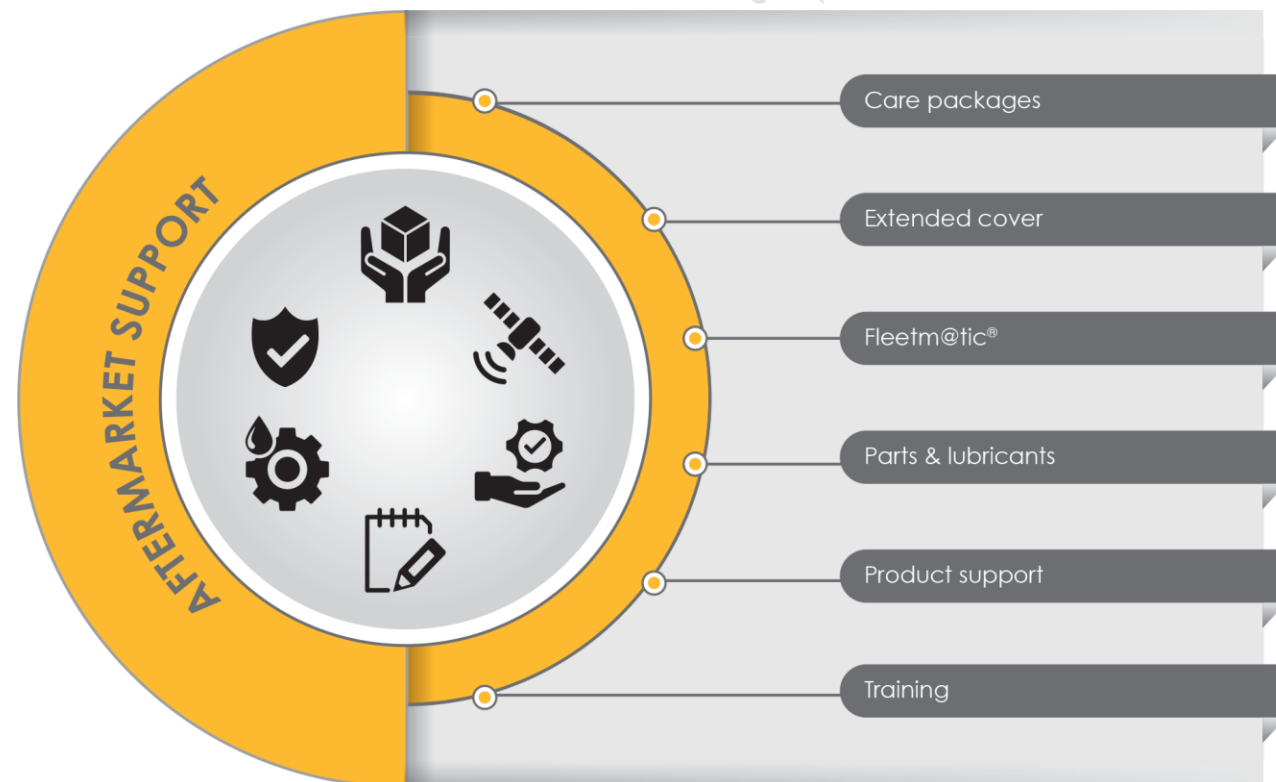 AFTERMARKET SUPPORT
Care packages
Extended cover
Fleetm@tic®
Parts & lubricants
Product support
Training